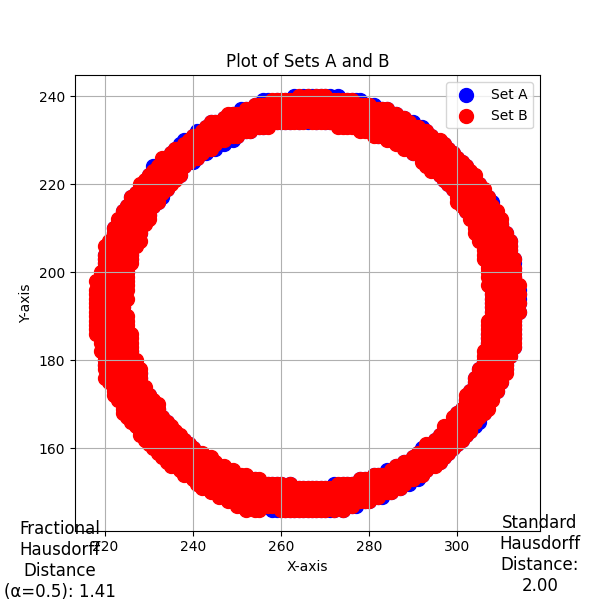 Plot of Sets A and B
Set A
Set B
240
220
200
180
160
Y-axis
220
240
260
280
300
X-axis
Fractional
Hausdorff
Distance
(α=0.5): 1.41
Standard
Hausdorff
Distance:
2.00